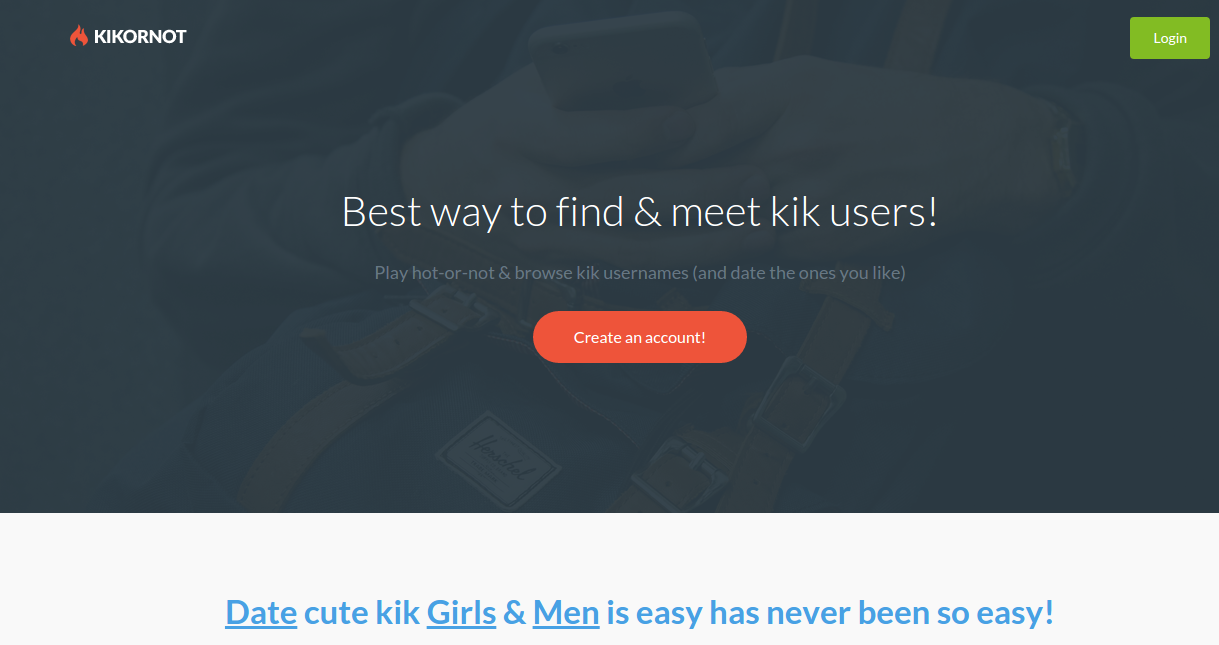 KIKORNOT
Login
Best way to find & meet kik users!
Play hot-or-not & browse kik usernames (and date the ones you like)
Create an account!
Herschel
Date cute kik Girls & Men is easy has never been so easy!